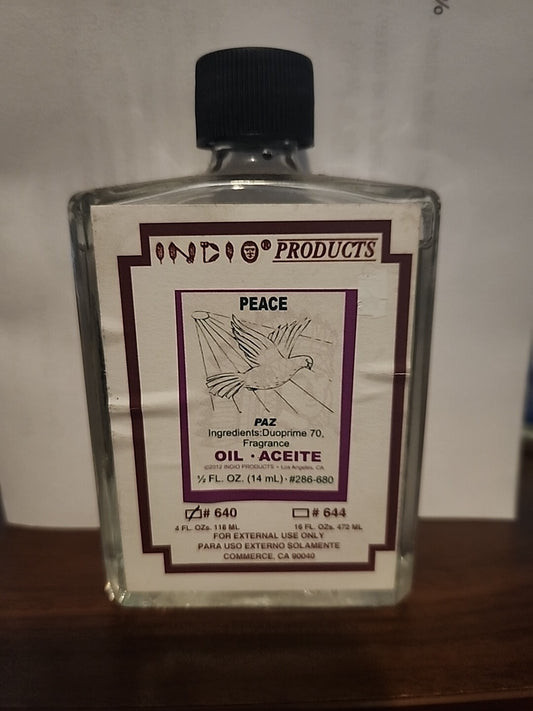 %
INDIO® PRODUCTS
PEACE
PAZ
Ingredients:Duoprime 70,
Fragrance
OIL · ACEITE
©2012 INDIO PRODUCTS • Los Angeles, CA.
½ FL. OZ. (14 mL) · #286-680
# 640 # 644
4 FL. OZs. 118 ML 16 FL. OZs. 472 ML
FOR EXTERNAL USE ONLY
PARA USO EXTERNO SOLAMENTE
COMMERCE, CA 90040